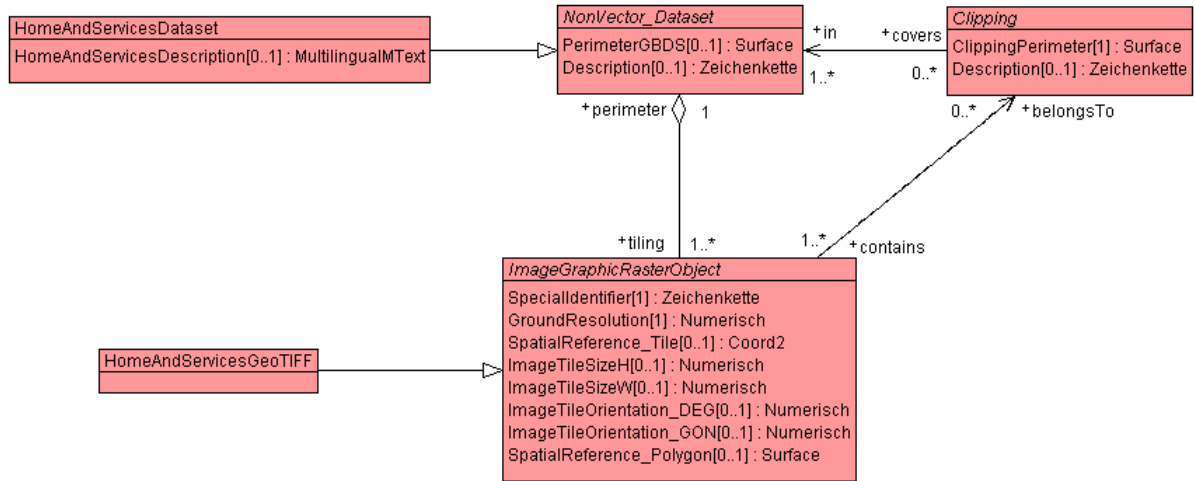 HomeAndServicesDataset
HomeAndServicesDescription[0..1] : MultilingualMText
NonVector_Dataset
PerimeterGBDS[0..1] : Surface
Description[0..1] : Zeichenkette
Clipping
ClippingPerimeter[1] : Surface
Description[0..1] : Zeichenkette
+in
+covers
1..*
0..*
+perimeter
1
0..*
+belongsTo
+tiling
1..*
1..*
+contains
ImageGraphicRasterObject
SpecialIdentifier[1] : Zeichenkette
GroundResolution[1] : Numerisch
SpatialReference_Tile[0..1] : Coord2
ImageTileSizeH[0..1] : Numerisch
ImageTileSizeW[0..1] : Numerisch
ImageTileOrientation_DEG[0..1] : Numerisch
ImageTileOrientation_GON[0..1] : Numerisch
SpatialReference_Polygon[0..1] : Surface
HomeAndServicesGeoTIFF